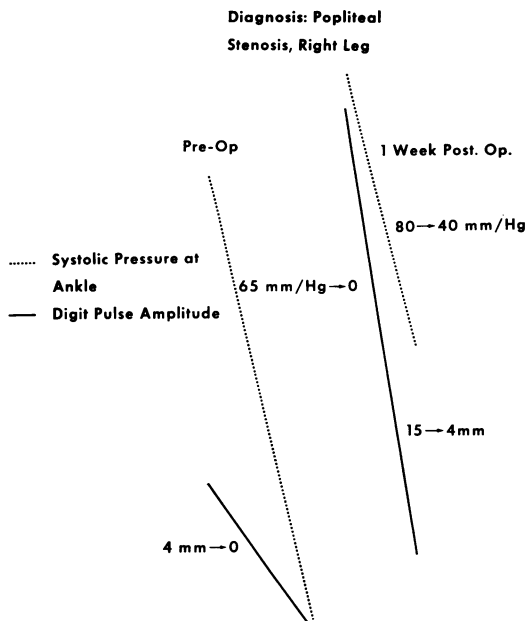 Diagnosis: Popliteal
Stenosis, Right Leg
Pre-Op
1 Week Post. Op.
80→40 mm/Hg
Systolic Pressure at
Ankle
65 mm/Hg→0
Digit Pulse Amplitude
15→4mm
4 mm→0